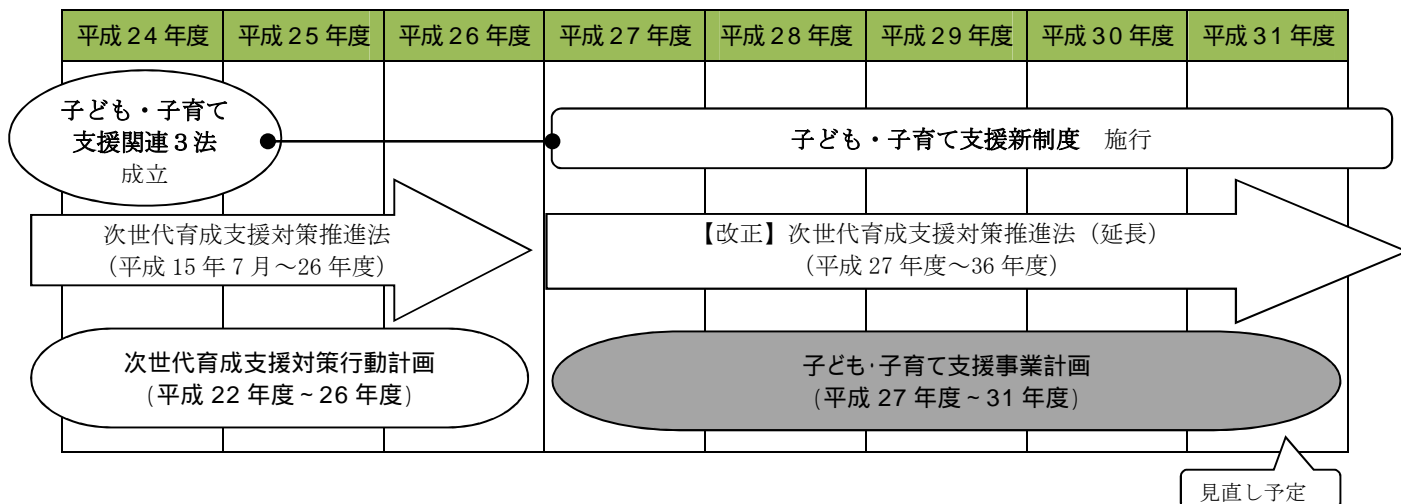 平成24年度 平成25年度 平成26年度 平成27年度 平成28年度 平成29年度 平成30年度 平成31年度
子ども・子育て
支援関連3法
成立
子ども・子育て支援新制度 施行
次世代育成支援対策推進法
(平成15年7月～26年度)
【改正】次世代育成支援対策推進法(延長)
(平成27年度～36年度)
次世代育成支援対策行動計画
(平成22年度～26年度)
子ども・子育て支援事業計画
(平成27年度～31年度)
見直し予定